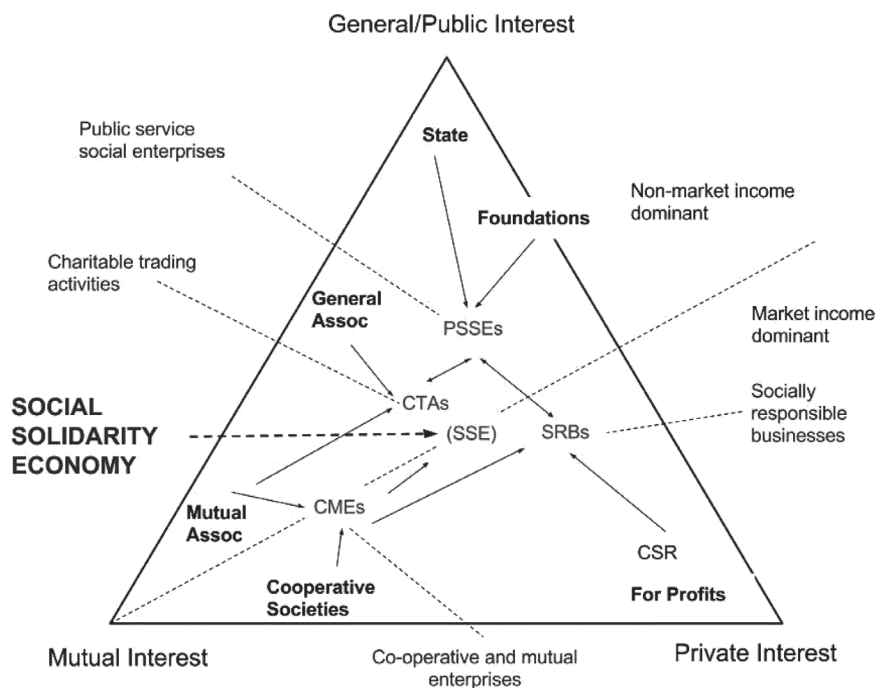 General/Public Interest
Public service
social enterprises
State
Non-market income
dominant
Foundations
Charitable trading
activities
General
Assoc
PSSEs
Market income
dominant
SOCIAL
SOLIDARITY
ECONOMY
CTAs
(SSE)
SRBs
Socially
responsible
businesses
Mutual
Assoc
CMEs
CSR
Cooperative
Societies
For Profits
Mutual Interest
Co-operative and mutual
enterprises
Private Interest